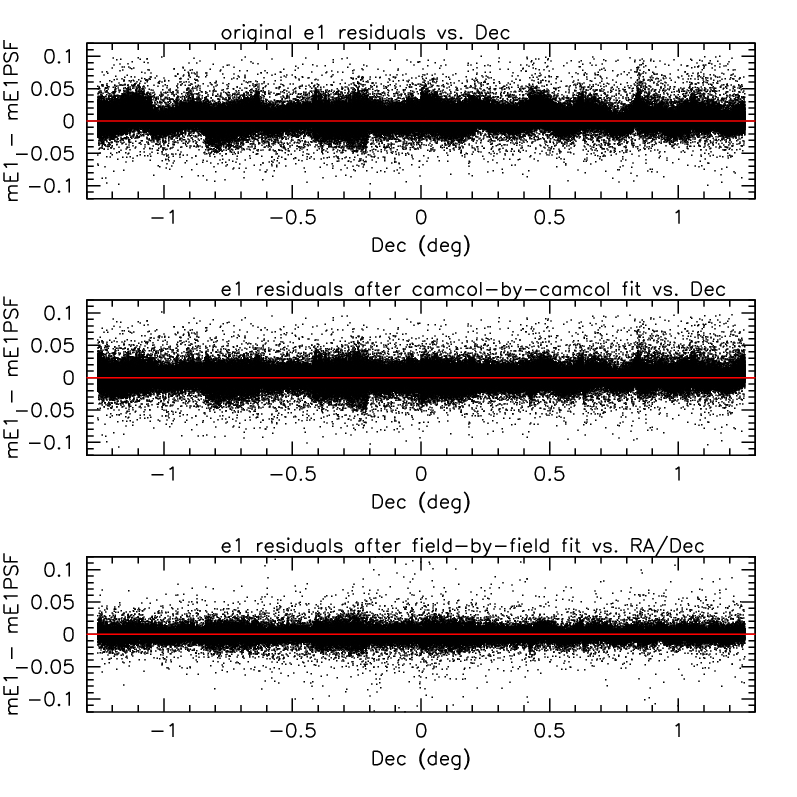 original e1 residuals vs. Dec
mE1 − mE1PSF
0.1
0.05
0
−0.05
−0.1
−1 −0.5 0 0.5 1
Dec (deg)
e1 residuals after camcol−by−camcol fit vs. Dec
mE1 − mE1PSF
0.1
0.05
0
−0.05
−0.1
−1 −0.5 0 0.5 1
Dec (deg)
e1 residuals after field−by−field fit vs. RA/Dec
mE1 − mE1PSF
0.1
0.05
0
−0.05
−0.1
−1 −0.5 0 0.5 1
Dec (deg)